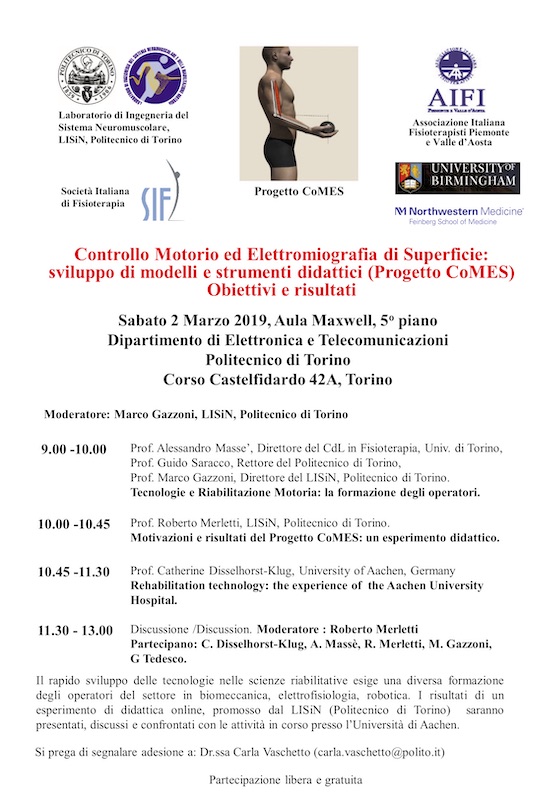 POLITECNICO DI TORINO
Laboratorio di Ingegneria del
Sistema Neuromuscolare,
LISiN, Politecnico di Torino
Società Italiana
di Fisioterapia
SIF
Progetto CoMES
AIFI
PIEMONTE E VALLE D'AOSTA
Associazione Italiana
Fisioterapisti Piemonte
e Valle d'Aosta
UNIVERSITY OF
BIRMINGHAM
Northwestern Medicine
Feinberg School of Medicine
Controllo Motorio ed Elettromiografia di Superficie:
sviluppo di modelli e strumenti didattici (Progetto CoMES)
Obiettivi e risultati
Sabato 2 Marzo 2019, Aula Maxwell, 5º piano
Dipartimento di Elettronica e Telecomunicazioni
Politecnico di Torino
Corso Castelfidardo 42A, Torino
Moderatore: Marco Gazzoni, LISiN, Politecnico di Torino
9.00 -10.00 Prof. Alessandro Masse', Direttore del CdL in Fisioterapia, Univ. di Torino,
Prof. Guido Saracco, Rettore del Politecnico di Torino,
Prof. Marco Gazzoni, Direttore del LISiN, Politecnico di Torino.
Tecnologie e Riabilitazione Motoria: la formazione degli operatori.
10.00 -10.45 Prof. Roberto Merletti, LISiN, Politecnico di Torino.
Motivazioni e risultati del Progetto CoMES: un esperimento didattico.
10.45 -11.30 Prof. Catherine Disselhorst-Klug, University of Aachen, Germany
Rehabilitation technology: the experience of the Aachen University
Hospital.
11.30 - 13.00 Discussione /Discussion. Moderatore : Roberto Merletti
Partecipano: C. Disselhorst-Klug, A. Massè, R. Merletti, M. Gazzoni,
G Tedesco.
Il rapido sviluppo delle tecnologie nelle scienze riabilitative esige una diversa formazione
degli operatori del settore in biomeccanica, elettrofisiologia, robotica. I risultati di un
esperimento di didattica online, promosso dal LISiN (Politecnico di Torino) saranno
presentati, discussi e confrontati con le attività in corso presso l'Università di Aachen.
Si prega di segnalare adesione a: Dr.ssa Carla Vaschetto (carla.vaschetto@polito.it)
Partecipazione libera e gratuita